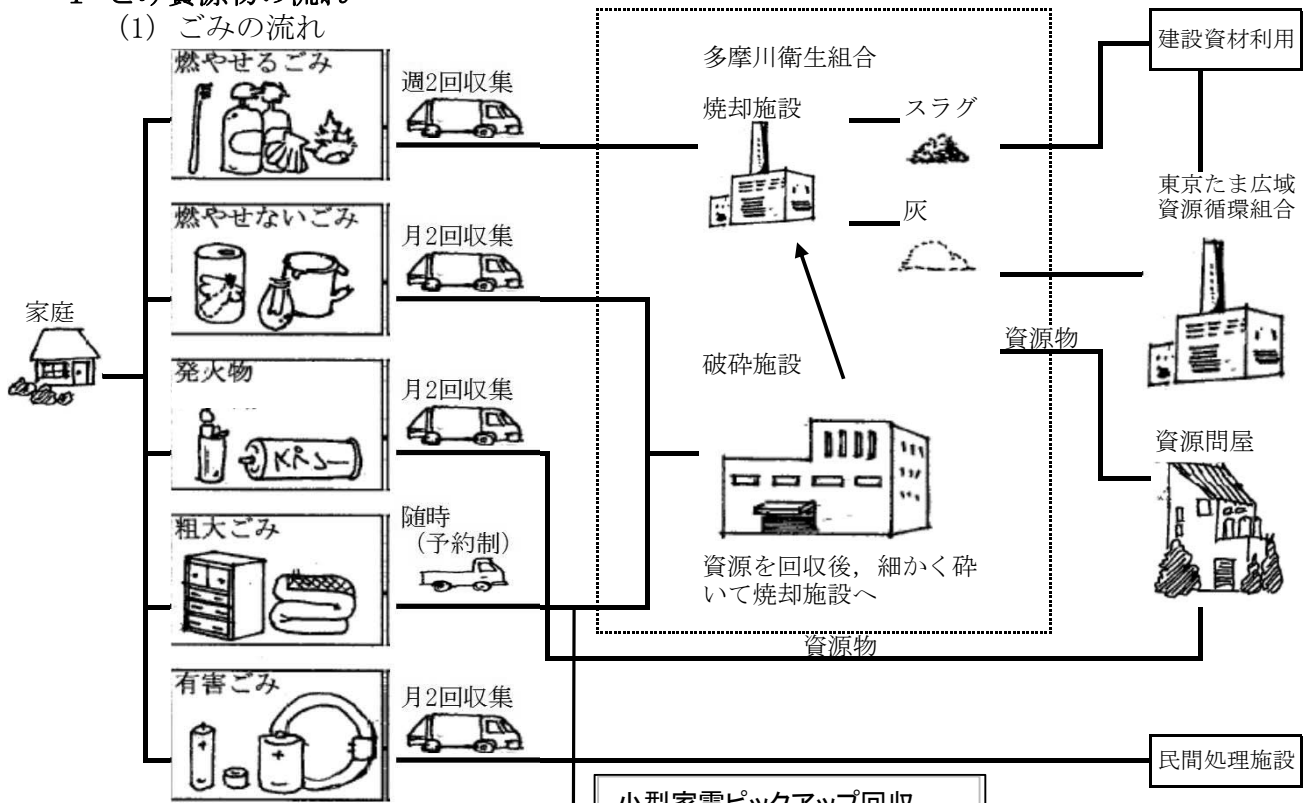 (1) ごみの流れ
燃やせるごみ
週2回収集
多摩川衛生組合
焼却施設
スラグ
灰
建設資材利用
東京たま広域
資源循環組合
燃やせないごみ
月2回収集
家庭
資源物
破砕施設
発火物
月2回収集
資源問屋
粗大ごみ
随時
(予約制)
資源を回収後，細かく砕
いて焼却施設へ
資源物
有害ごみ
月2回収集
民間処理施設
小型家電ピックアップ回収